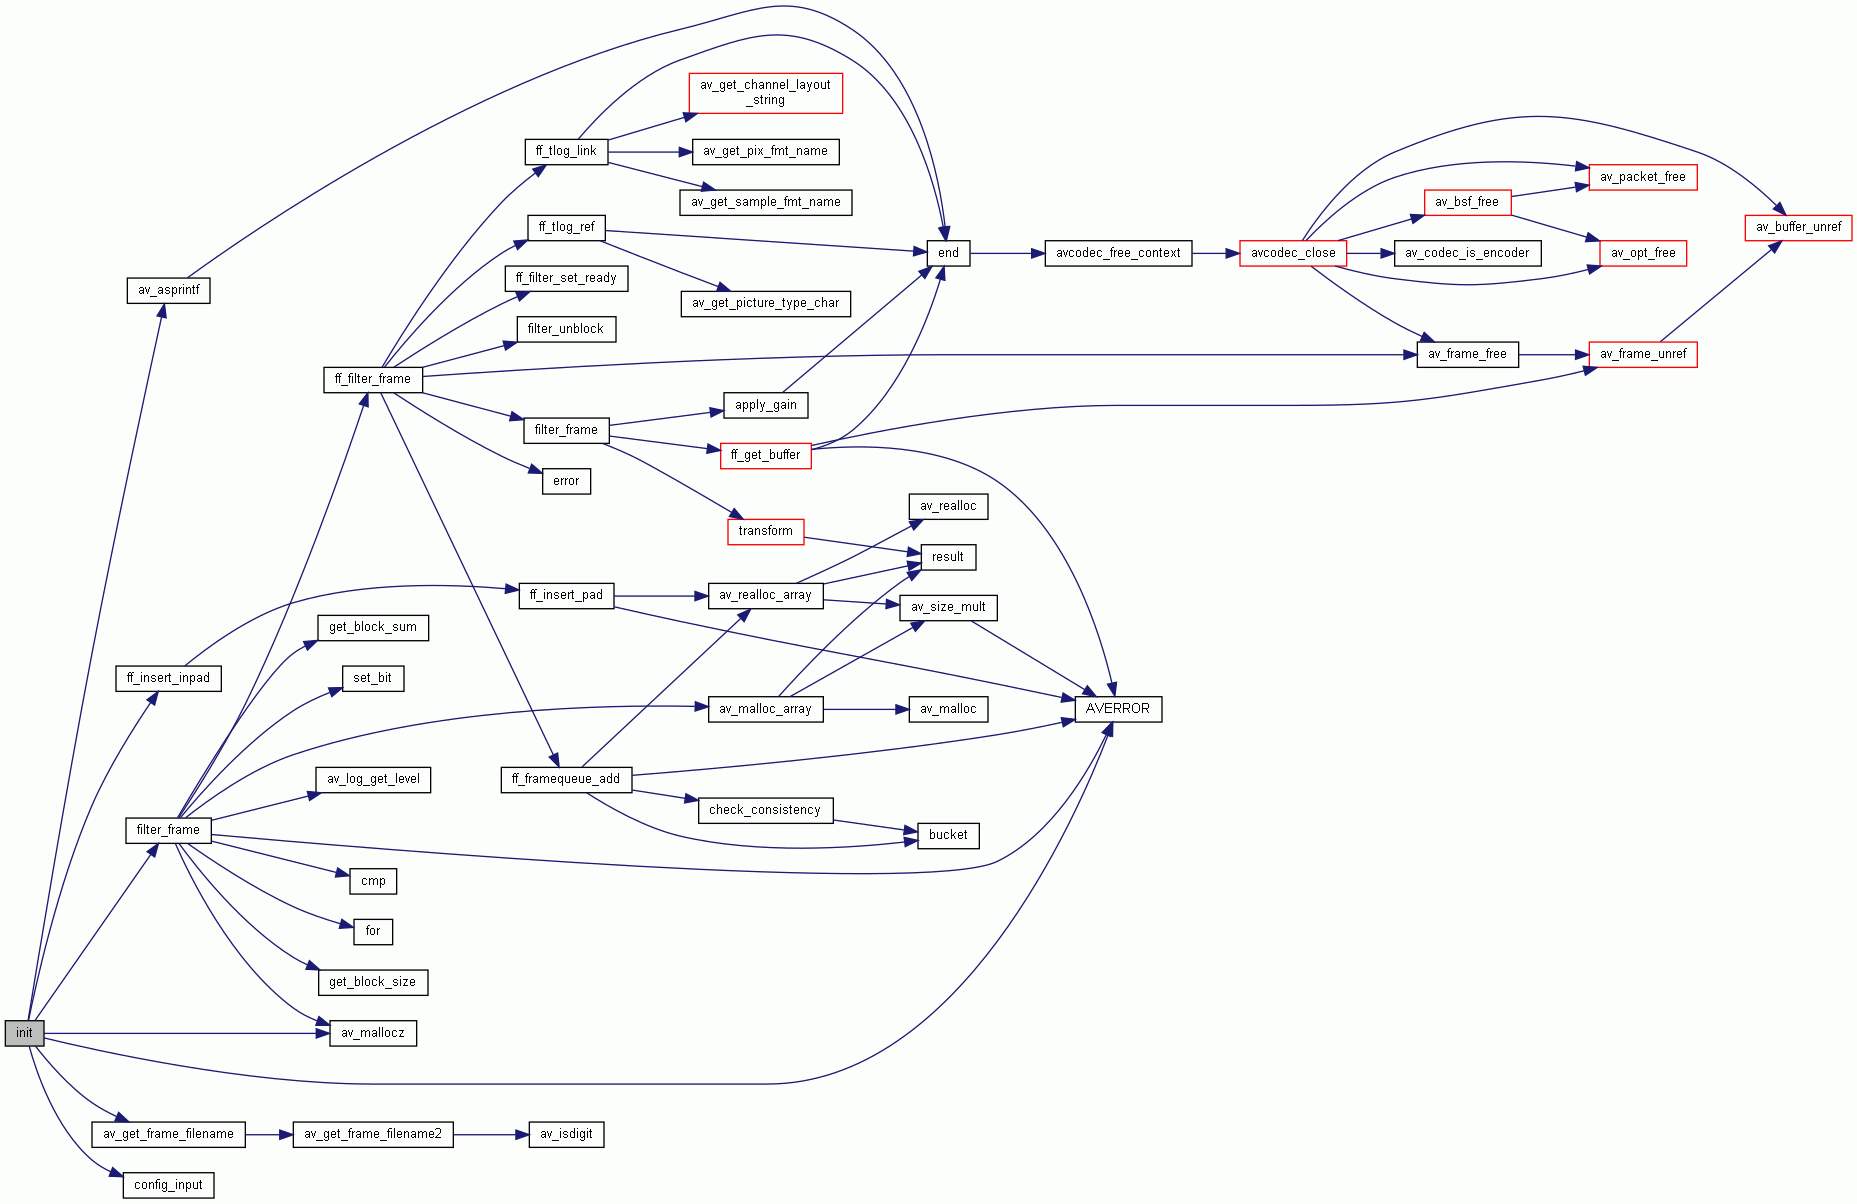 av_get_channel_layout
_string
ff_tlog_link
av_get_pix_fmt_name
av_packet_free
av_get_sample_fmt_name
av_bsf_free
ff_tlog_ref
av_buffer_unref
end
avcodec_free_context
avcodec_close
av_codec_is_encoder
av_opt_free
ff_filter_set_ready
av_asprintf
av_get_picture_type_char
filter_unblock
av_frame_free
av_frame_unref
ff_filter_frame
apply_gain
filter_frame
ff_get_buffer
error
av_realloc
transform
result
ff_insert_pad
av_realloc_array
av_size_mult
get_block_sum
ff_insert_inpad
set_bit
av_malloc_array
av_malloc
AVERROR
av_log_get_level
ff_framequeue_add
check_consistency
filter_frame
bucket
cmp
for
get_block_size
init
av_mallocz
av_get_frame_filename
av_get_frame_filename2
av_isdigit
config_input